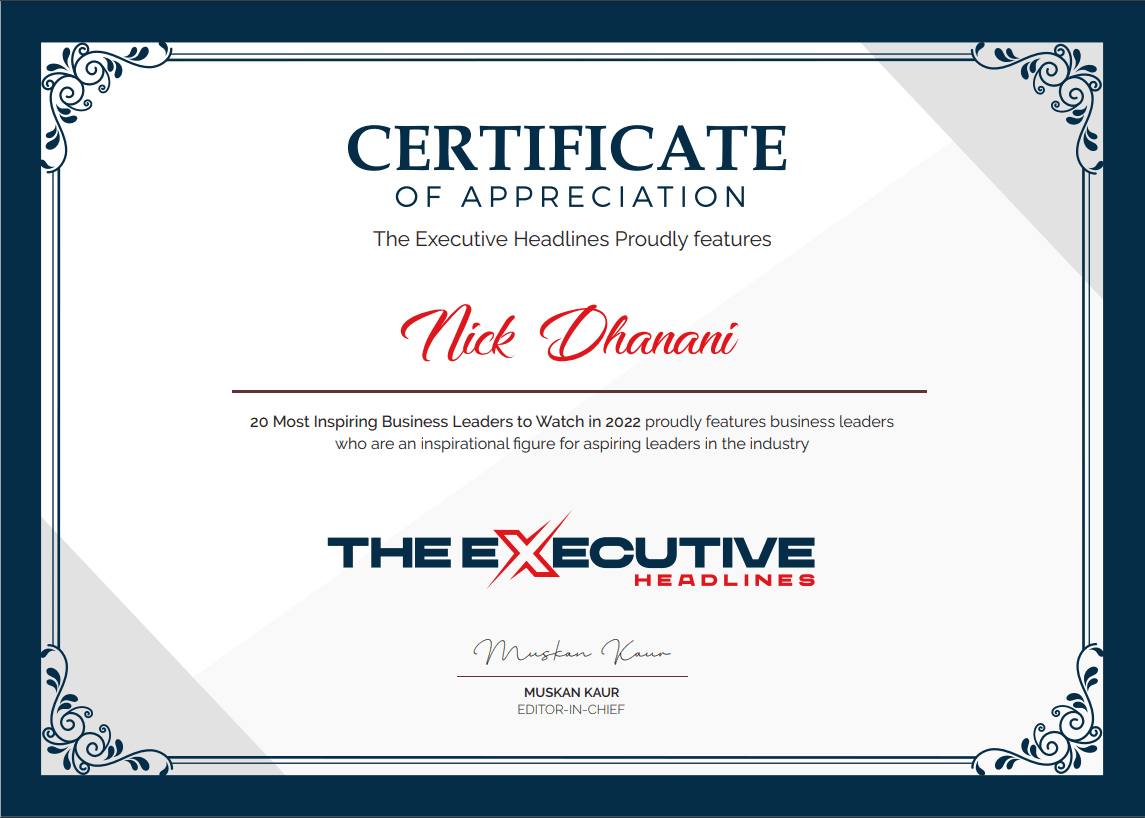 CERTIFICATE
OF APPRECIATION
The Executive Headlines Proudly features
Nick Dhanani
20 Most Inspiring Business Leaders to Watch in 2022 proudly features business leaders
who are an inspirational figure for aspiring leaders in the industry
THE EXECUTIVE
HEADLINES
Muskan Kaur
MUSKAN KAUR
EDITOR-IN-CHIEF